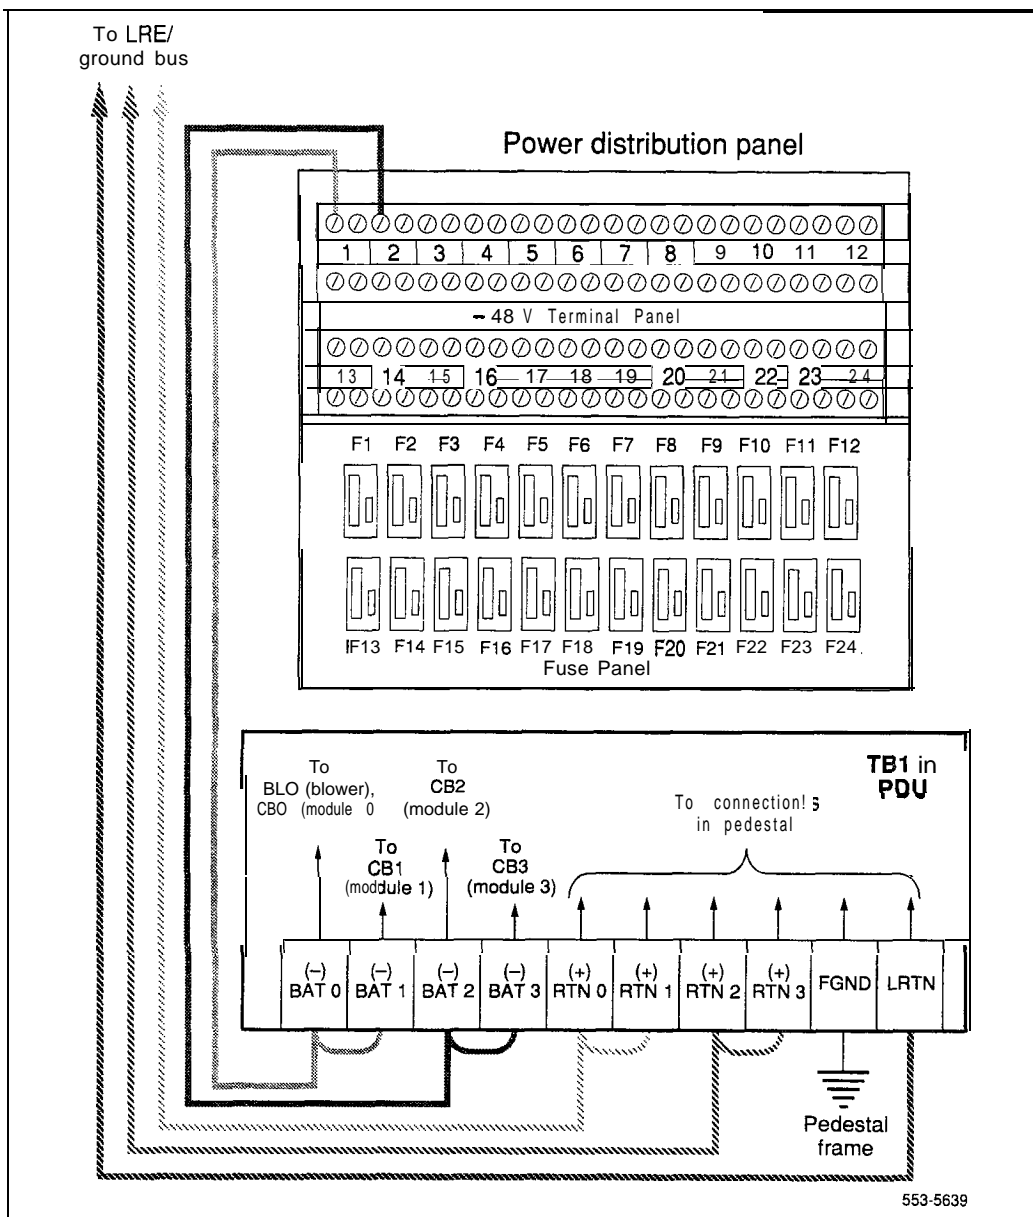 To LRE/
ground bus
Power distribution panel
1 2 3 4 5 6 7 8 9 10 11 12
– 48 V Terminal Panel
13 14 15 16 17 18 19 20 21 22 23 24
F1 F2 F3 F4 F5 F6 F7 F8 F9 F10 F11 F12
F13 F14 F15 F16 F17 F18 F19 F20 F21 F22 F23 F24
Fuse Panel
TB1 in
PDU
To
BLO (blower),
CBO (module 0
To
CB2
(module 2)
To connection! s
in pedestal
To
CB1
(module 1)
To
CB3
(module 3)
(–)
BAT 0
(–)
BAT 1
(–)
BAT 2
(–)
BAT 3
(+)
RTN 0
(+)
RTN 1
(+)
RTN 2
(+)
RTN 3
FGND
LRTN
Pedestal
frame
553-5639